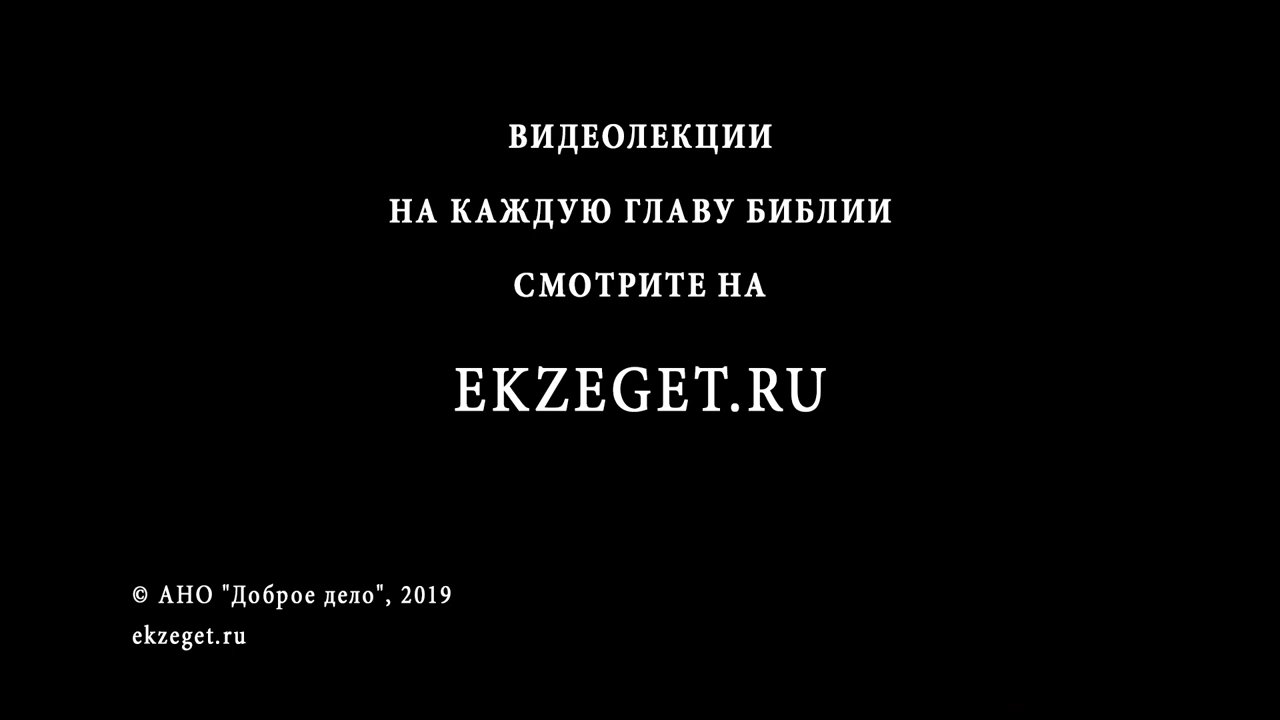 ВИДЕОЛЕКЦИИ
НА КАЖДУЮ ГЛАВУ БИБЛИИ
СМОТРИТЕ НА
EKZEGET.RU
© АНО "Доброе дело", 2019
ekzeget.ru